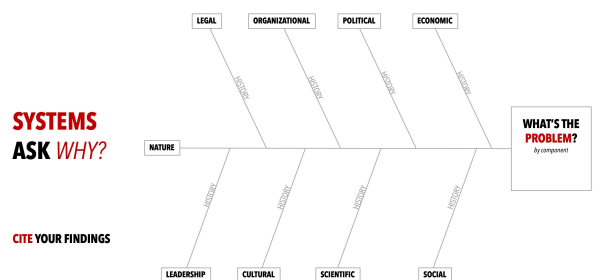 LEGAL
ORGANIZATIONAL
POLITICAL
ECONOMIC
HISTORY
HISTORY
HISTORY
HISTORY
SYSTEMS
ASK WHY?
NATURE
WHAT'S THE
PROBLEM?
by component
HISTORY
HISTORY
HISTORY
HISTORY
CITE YOUR FINDINGS
LEADERSHIP
CULTURAL
SCIENTIFIC
SOCIAL